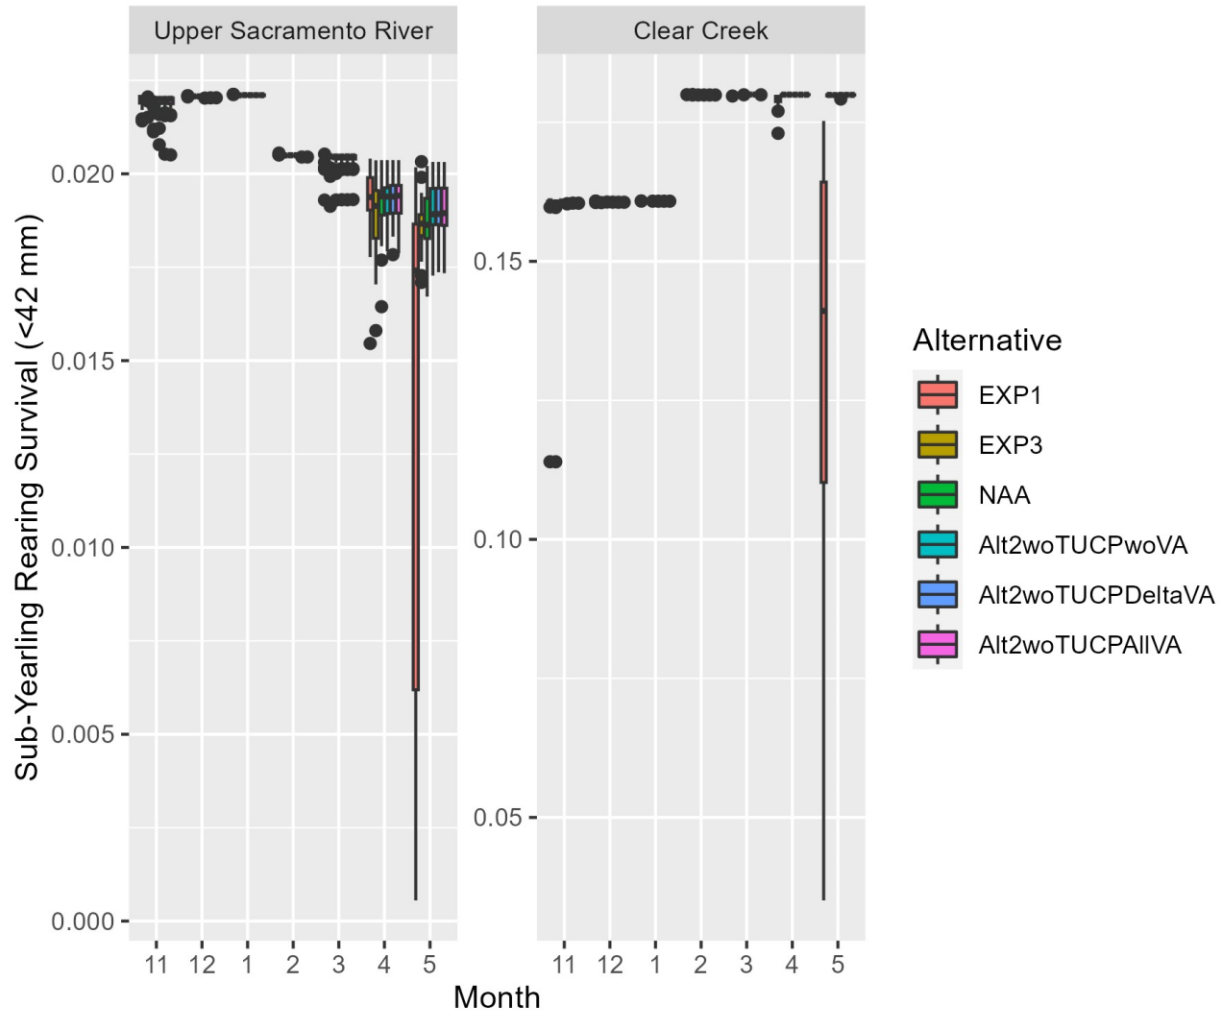 Upper Sacramento River
Clear Creek
Sub-Yearling Rearing Survival (<42 mm)
0.020
0.015
0.010
0.005
0.000
0.15
0.10
0.05
11 12 1 2 3 4 5
11 12 1 2 3 4 5
Month
Alternative
EXP1
EXP3
NAA
Alt2woTUCPwoVA
Alt2woTUCPDeltaVA
Alt2woTUCPAllVA